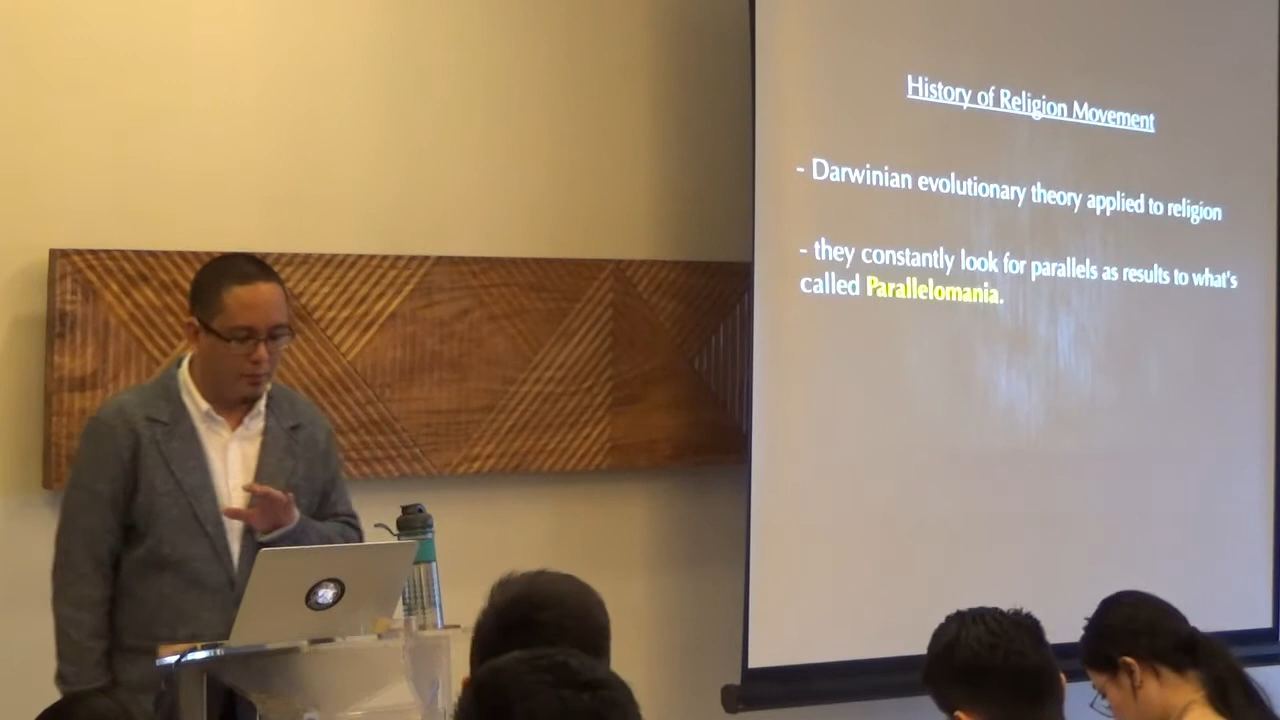 History of Religion Movement
- Darwinian evolutionary theory applied to religion
- they constantly look for parallels as results to what's
called Parallelomania.